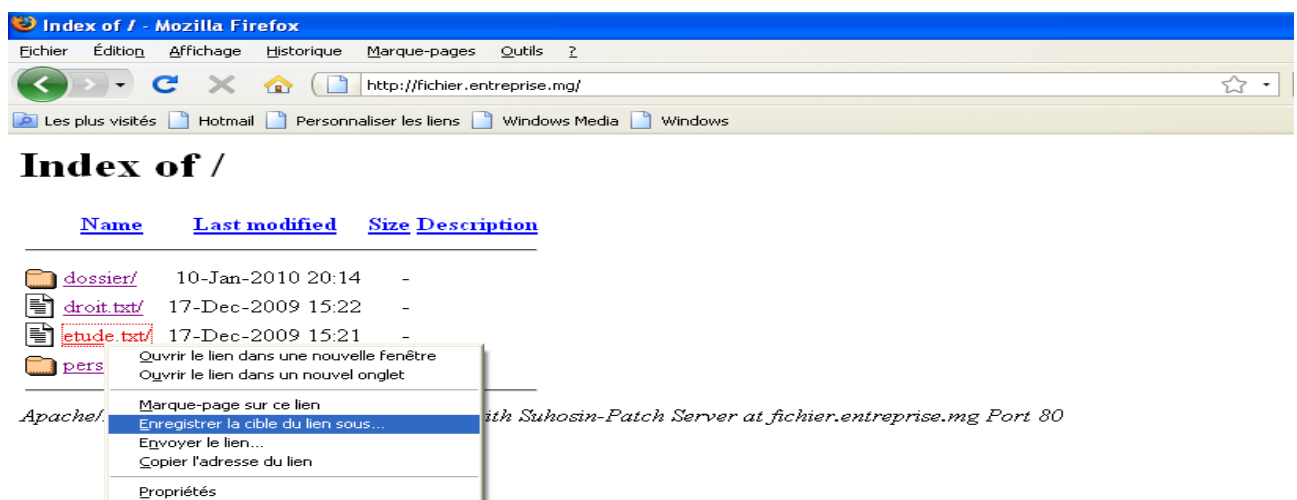 Index of / - Mozilla Firefox
Fichier Édition Affichage Historique Marque-pages Outils ?
http://fichier.entreprise.mg/
Les plus visités Hotmail Personnaliser les liens Windows Media Windows
Index of /
Name Last modified Size Description
dossier/ 10-Jan-2010 20:14 -
droit.txt/ 17-Dec-2009 15:22 -
etude.txt/ 17-Dec-2009 15:21 -
pers
Ouvrir le lien dans une nouvelle fenêtre
Ouvrir le lien dans un nouvel onglet
Marque-page sur ce lien
Enregistrer la cible du lien sous...
Envoyer le lien...
Copier l'adresse du lien
Propriétés
Apache/ ith Suhosin-Patch Server at fichier.entreprise.mg Port 80